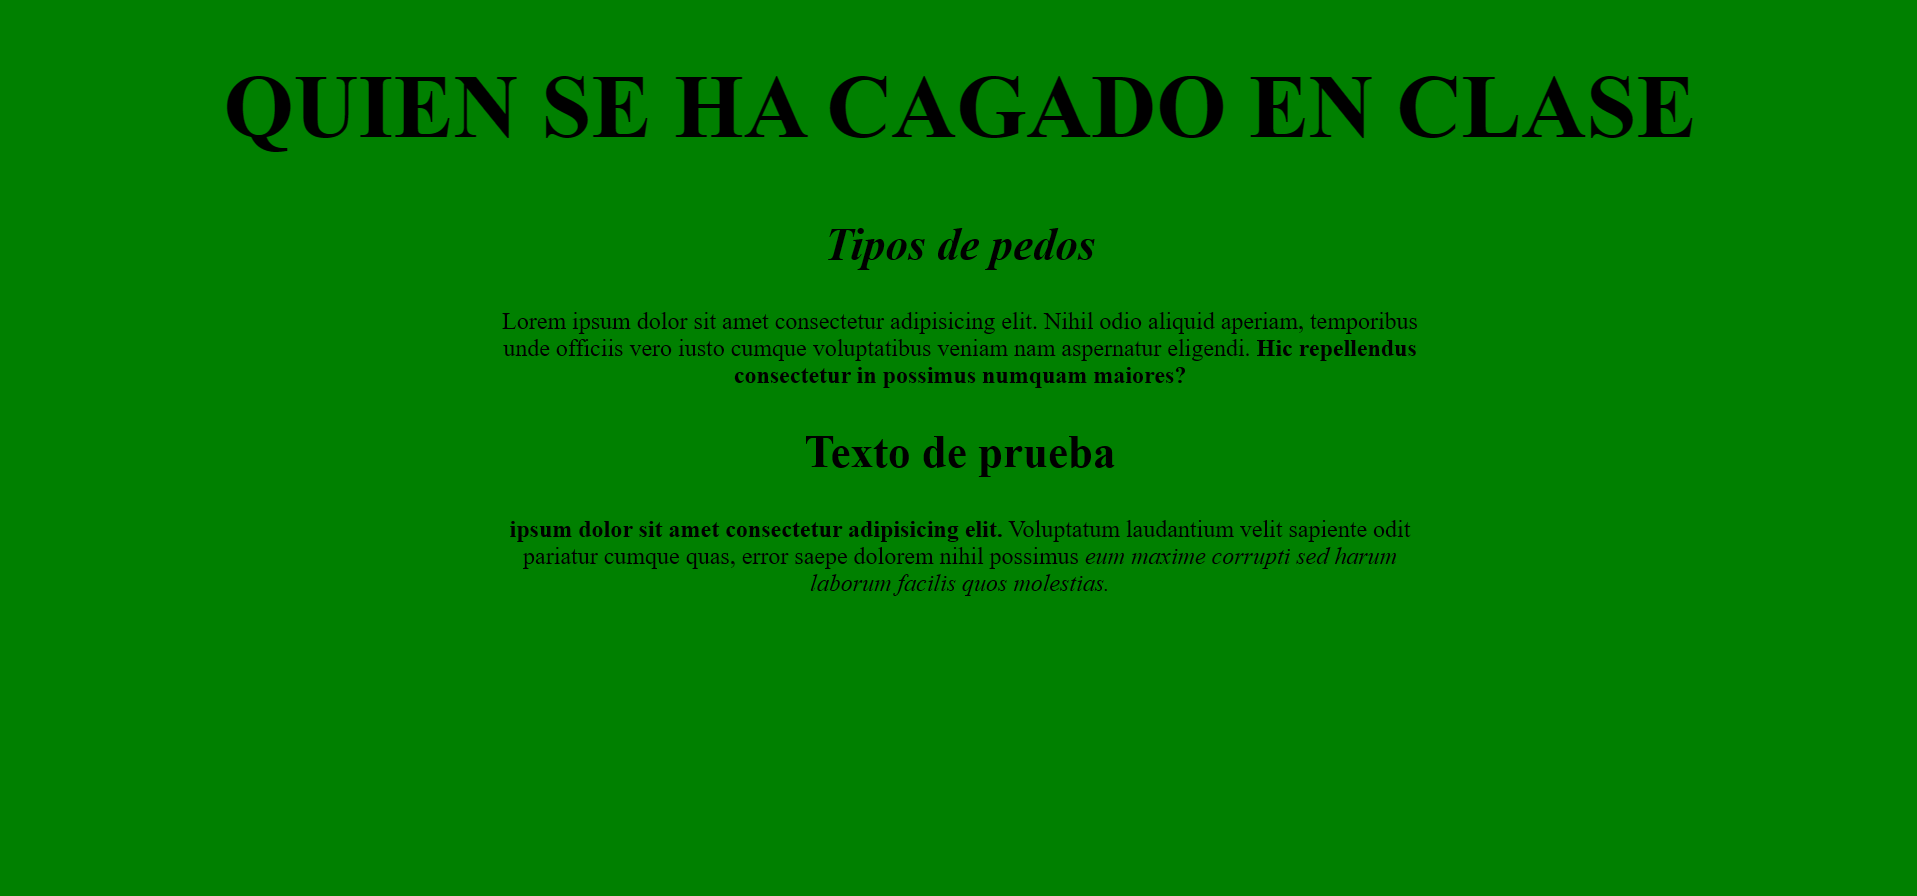 QUIEN SE HA CAGADO EN CLASE
Tipos de pedos
Lorem ipsum dolor sit amet consectetur adipisicing elit. Nihil odio aliquid aperiam, temporibus
unde officiis vero iusto cumque voluptatibus veniam nam aspernatur eligendi. Hic repellendus
consectetur in possimus numquam maiores?
Texto de prueba
ipsum dolor sit amet consectetur adipisicing elit. Voluptatum laudantium velit sapiente odit
pariatur cumque quas, error saepe dolorem nihil possimus eum maxime corrupti sed harum
laborum facilis quos molestias.